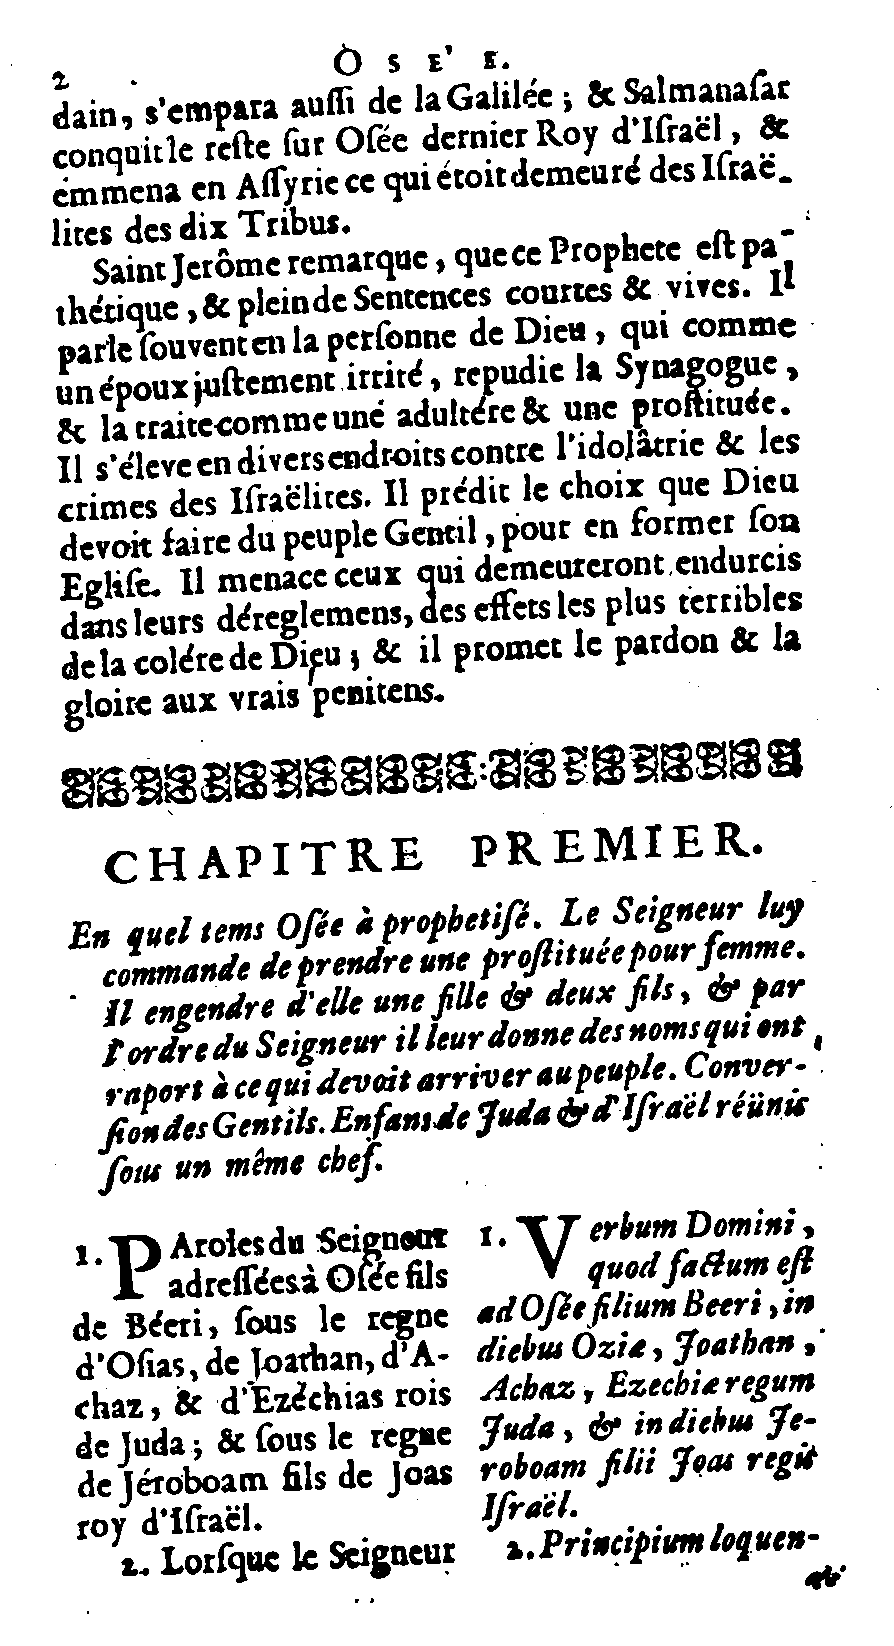 2 OSE'E.
dain, s'empara auſſi de la Galilée ; & Salmanaſar
conquit le reſte ſur Oſée dernier Roy d'Iſraël, &
emmena en Aſſyrie ce qui étoit demeuré des Iſraë-
lites des dix Tribus.
Saint Jerôme remarque, que ce Prophete eſt pa-
thétique, & plein de Sentences courtes & vives. Il
parle ſouvent en la perſonne de Dieu, qui comme
un époux juſtement irrité, repudie la Synagogue,
& la traite comme une adultére & une proſtituée.
Il s'éleve en divers endroits contre l'idolâtrie & les
crimes des Iſraëlites. Il prédit le choix que Dieu
devoit faire du peuple Gentil, pour en former ſon
Egliſe. Il menace ceux qui demeureront endurcis
dans leurs déreglemens, des effets les plus terribles
de la colére de Dieu ; & il promet le pardon & la
gloire aux vrais penitens.
CHAPITRE PREMIER.
En quel tems Oſée à prophetiſé. Le Seigneur luy
commande de prendre une proſtituée pour femme.
Il engendre d'elle une fille & deux fils, & par
l'ordre du Seigneur il leur donne des noms qui ont
raport à ce qui devoit arriver au peuple. Conver-
ſion des Gentils. Enfans de Juda & d'Iſraël réünis
ſous un même chef.
1. PAroles du Seigneur
adreſſées à Oſée fils
de Béeri, ſous le regne
d'Oſias, de Joathan, d'A-
chaz, & d'Ezéchias rois
de Juda ; & ſous le regne
de Jéroboam fils de Joas
roy d'Iſraël.
2. Lorſque le Seigneur
1. Verbum Domini,
quod factum eſt
ad Oſée filium Beeri, in
diebus Oziæ, Joathan,
Achaz, Ezechiæ regum
Juda, & in diebus Je-
roboam filii Joas regis
Iſraël.
2. Principium loquen-